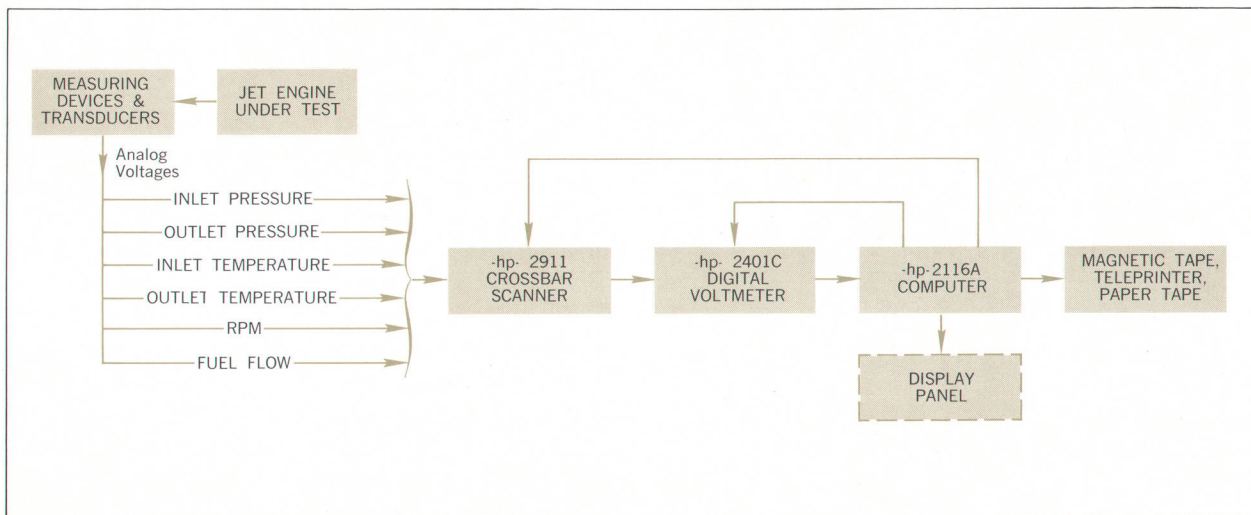 MEASURING
DEVICES &
TRANSDUCERS
JET ENGINE
UNDER TEST
Analog
Voltages
INLET PRESSURE
OUTLET PRESSURE
INLET TEMPERATURE
OUTLET TEMPERATURE
RPM
FUEL FLOW
-hp- 2911
CROSSBAR
SCANNER
-hp- 2401C
DIGITAL
VOLTMETER
-hp-2116A
COMPUTER
MAGNETIC TAPE,
TELEPRINTER,
PAPER TAPE
DISPLAY
PANEL